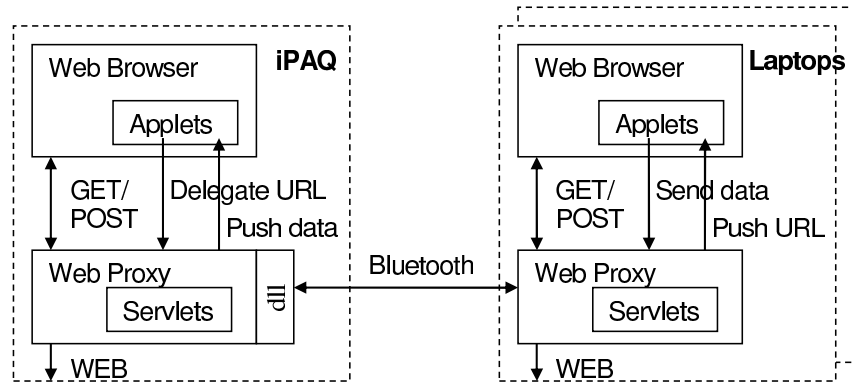 iPAQ
Web Browser
Applets
GET/
POST
Delegate URL
Push data
Web Proxy
Servlets
dll
WEB
Bluetooth
Laptops
Web Browser
Applets
GET/
POST
Send data
Push URL
Web Proxy
Servlets
WEB